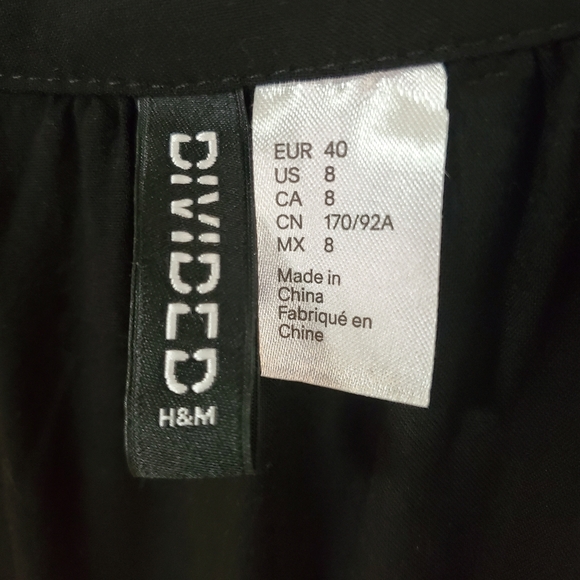 DIVIDED
H&M
EUR 40
US 8
CA 8
CN 170/92A
MX 8
Made in
China
Fabriqué en
Chine